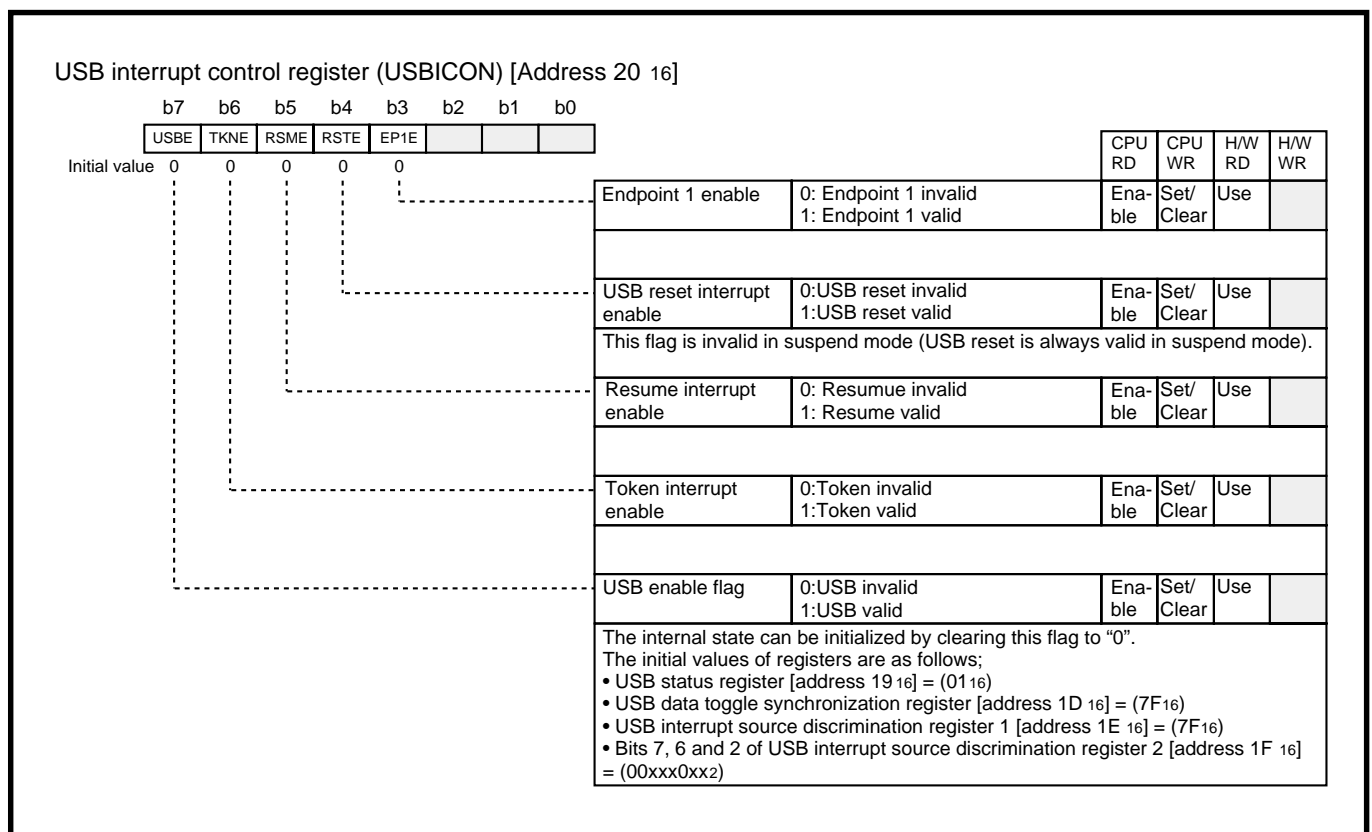 USB interrupt control register (USBICON) [Address 20 16]
b7 b6 b5 b4 b3 b2 b1 b0
USBE TKNE RSME RSTE EP1E
Initial value 0 0 0 0 0
CPU RD CPU WR H/W RD H/W WR
Endpoint 1 enable 0: Endpoint 1 invalid Ena- Set/ Use
1: Endpoint 1 valid ble Clear
USB reset interrupt 0:USB reset invalid Ena- Set/ Use
enable 1:USB reset valid ble Clear
This flag is invalid in suspend mode (USB reset is always valid in suspend mode).
Resume interrupt 0: Resumue invalid Ena- Set/ Use
enable 1: Resume valid ble Clear
Token interrupt 0:Token invalid Ena- Set/ Use
enable 1:Token valid ble Clear
USB enable flag 0:USB invalid Ena- Set/ Use
1:USB valid ble Clear
The internal state can be initialized by clearing this flag to “0”.
The initial values of registers are as follows;
• USB status register [address 19 16] = (01 16)
• USB data toggle synchronization register [address 1D 16] = (7F16)
• USB interrupt source discrimination register 1 [address 1E 16] = (7F16)
• Bits 7, 6 and 2 of USB interrupt source discrimination register 2 [address 1F 16]
= (00xxx0xx2)